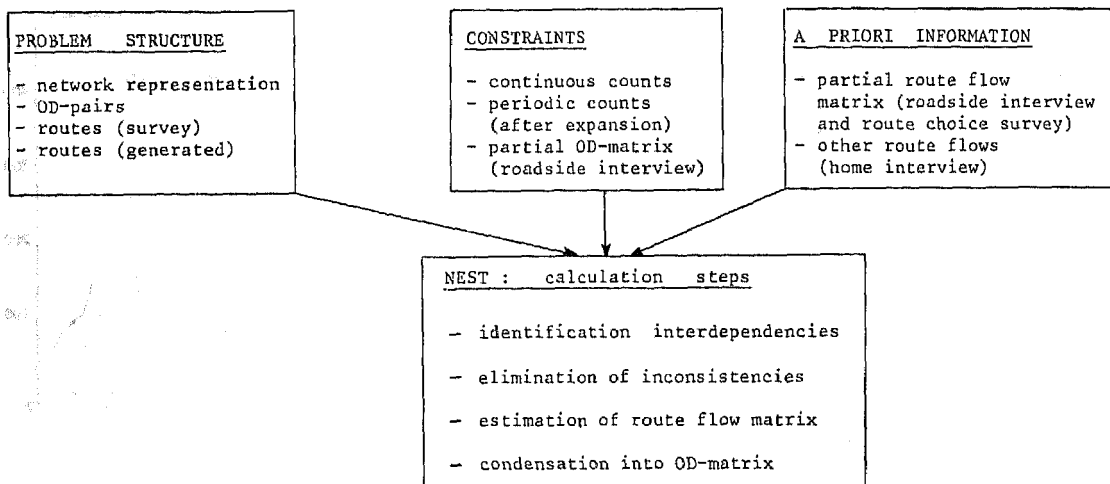 PROBLEM STRUCTURE
- network representation
- OD-pairs
- routes (survey)
- routes (generated)
CONSTRAINTS
- continuous counts
- periodic counts
(after expansion)
- partial OD-matrix
(roadside interview)
A PRIORI INFORMATION
- partial route flow
matrix (roadside interview
and route choice survey)
- other route flows
(home interview)
NEST : calculation steps
- identification interdependencies
- elimination of inconsistencies
- estimation of route flow matrix
- condensation into OD-matrix